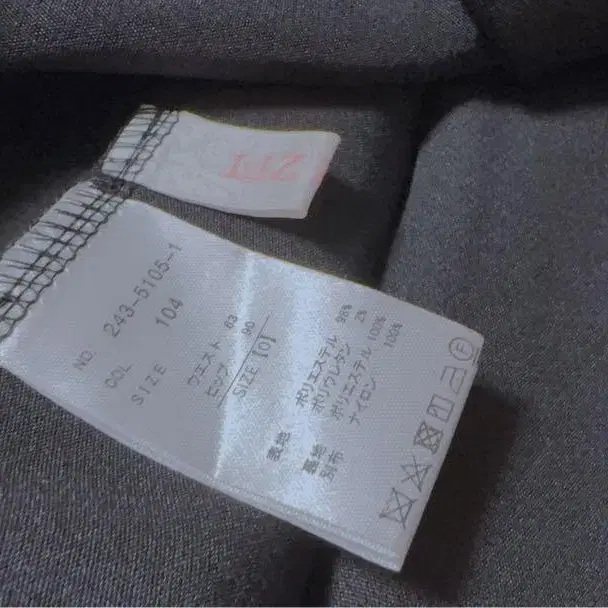 NO. 243-5105-1
COL 104
SIZE
ウエスト 63
ヒップ 90
SIZE [0]
表地 ポリエステル 98%
ポリウレタン 2%
裏地 ポリエステル 100%
別布 ナイロン 100%